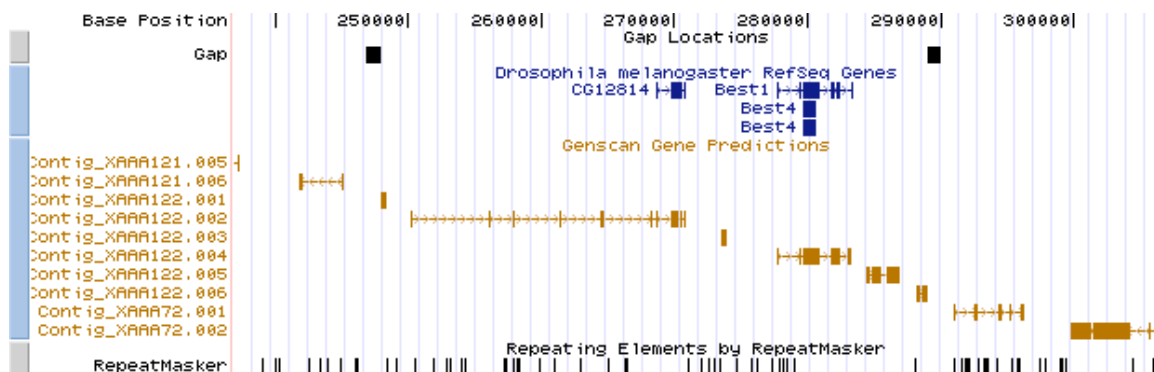 Base Position 250000| 260000| 270000| 280000| 290000| 300000|
Gap Locations
Gap
Drosophila melanogaster RefSeq Genes
CG12814 Best1
Best4
Best4
Genscan Gene Predictions
Contig_XAAA121.005
Contig_XAAA121.006
Contig_XAAA122.001
Contig_XAAA122.002
Contig_XAAA122.003
Contig_XAAA122.004
Contig_XAAA122.005
Contig_XAAA122.006
Contig_XAAA72.001
Contig_XAAA72.002
Repeating Elements by RepeatMasker
RepeatMasker